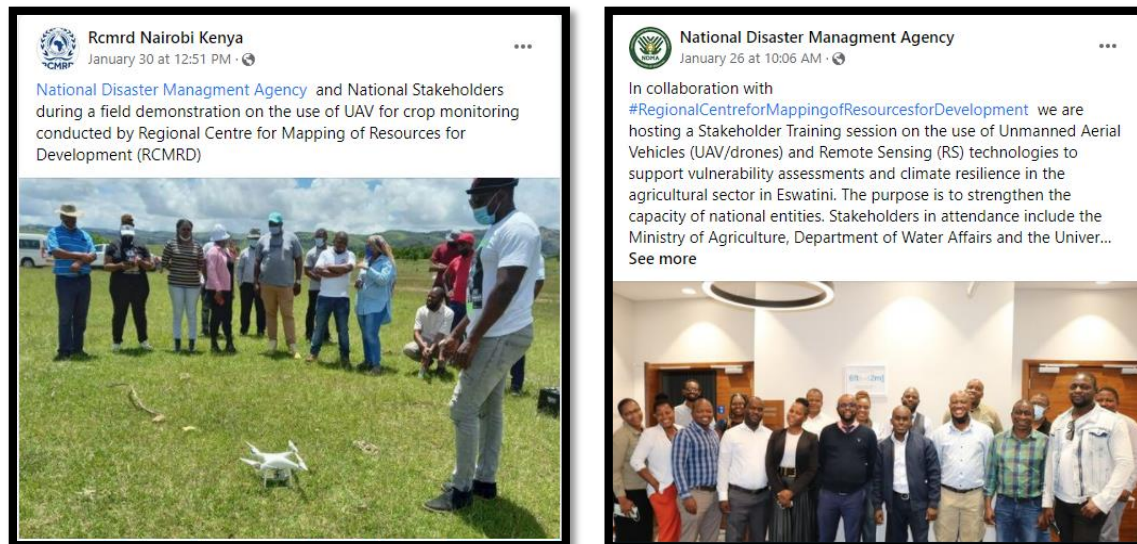 Rcmrd Nairobi Kenya
January 30 at 12:51 PM ·
National Disaster Managment Agency and National Stakeholders
during a field demonstration on the use of UAV for crop monitoring
conducted by Regional Centre for Mapping of Resources for
Development (RCMRD)
RCMRD
National Disaster Managment Agency
January 26 at 10:06 AM ·
In collaboration with
#RegionalCentreforMappingofResourcesforDevelopment we are
hosting a Stakeholder Training session on the use of Unmanned Aerial
Vehicles (UAV/drones) and Remote Sensing (RS) technologies to
support vulnerability assessments and climate resilience in the
agricultural sector in Eswatini. The purpose is to strengthen the
capacity of national entities. Stakeholders in attendance include the
Ministry of Agriculture, Department of Water Affairs and the Univer...
See more
NDMA